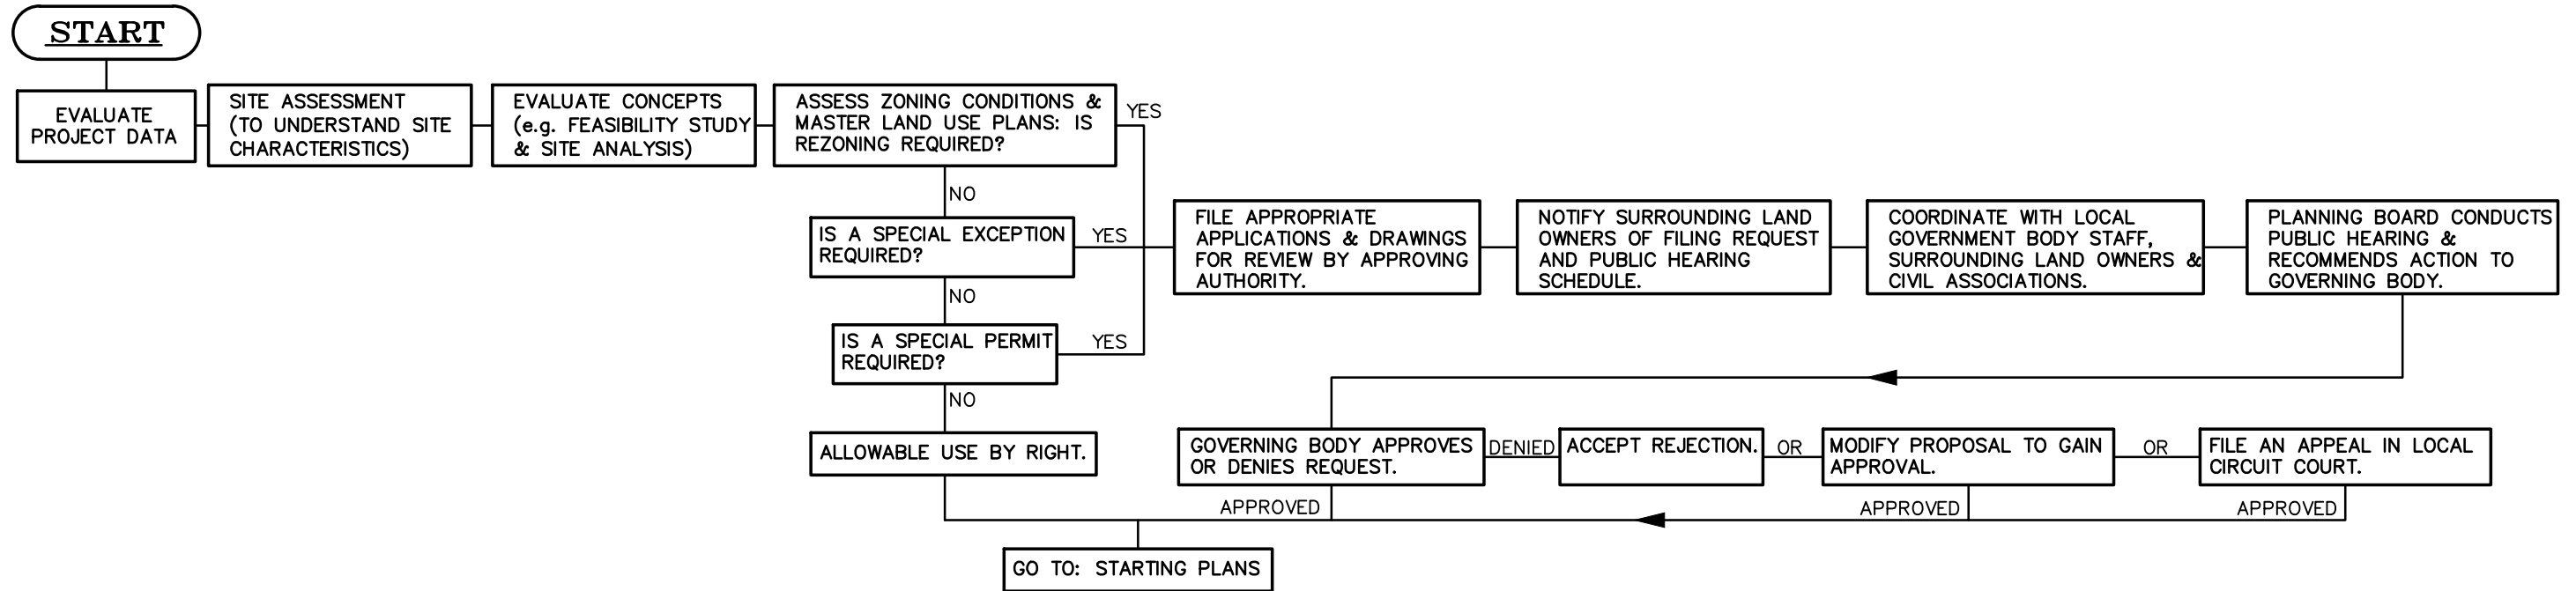 START
EVALUATE
PROJECT DATA
SITE ASSESSMENT
(TO UNDERSTAND SITE
CHARACTERISTICS)
EVALUATE CONCEPTS
(e.g. FEASIBILITY STUDY
& SITE ANALYSIS)
ASSESS ZONING CONDITIONS &
MASTER LAND USE PLANS: IS
REZONING REQUIRED?
YES
NO
IS A SPECIAL EXCEPTION
REQUIRED?
YES
NO
IS A SPECIAL PERMIT
REQUIRED?
YES
NO
ALLOWABLE USE BY RIGHT.
FILE APPROPRIATE
APPLICATIONS & DRAWINGS
FOR REVIEW BY APPROVING
AUTHORITY.
NOTIFY SURROUNDING LAND
OWNERS OF FILING REQUEST
AND PUBLIC HEARING
SCHEDULE.
COORDINATE WITH LOCAL
GOVERNMENT BODY STAFF,
SURROUNDING LAND OWNERS &
CIVIL ASSOCIATIONS.
PLANNING BOARD CONDUCTS
PUBLIC HEARING &
RECOMMENDS ACTION TO
GOVERNING BODY.
GOVERNING BODY APPROVES
OR DENIES REQUEST.
DENIED
ACCEPT REJECTION.
OR
MODIFY PROPOSAL TO GAIN
APPROVAL.
OR
FILE AN APPEAL IN LOCAL
CIRCUIT COURT.
APPROVED
APPROVED
APPROVED
GO TO: STARTING PLANS